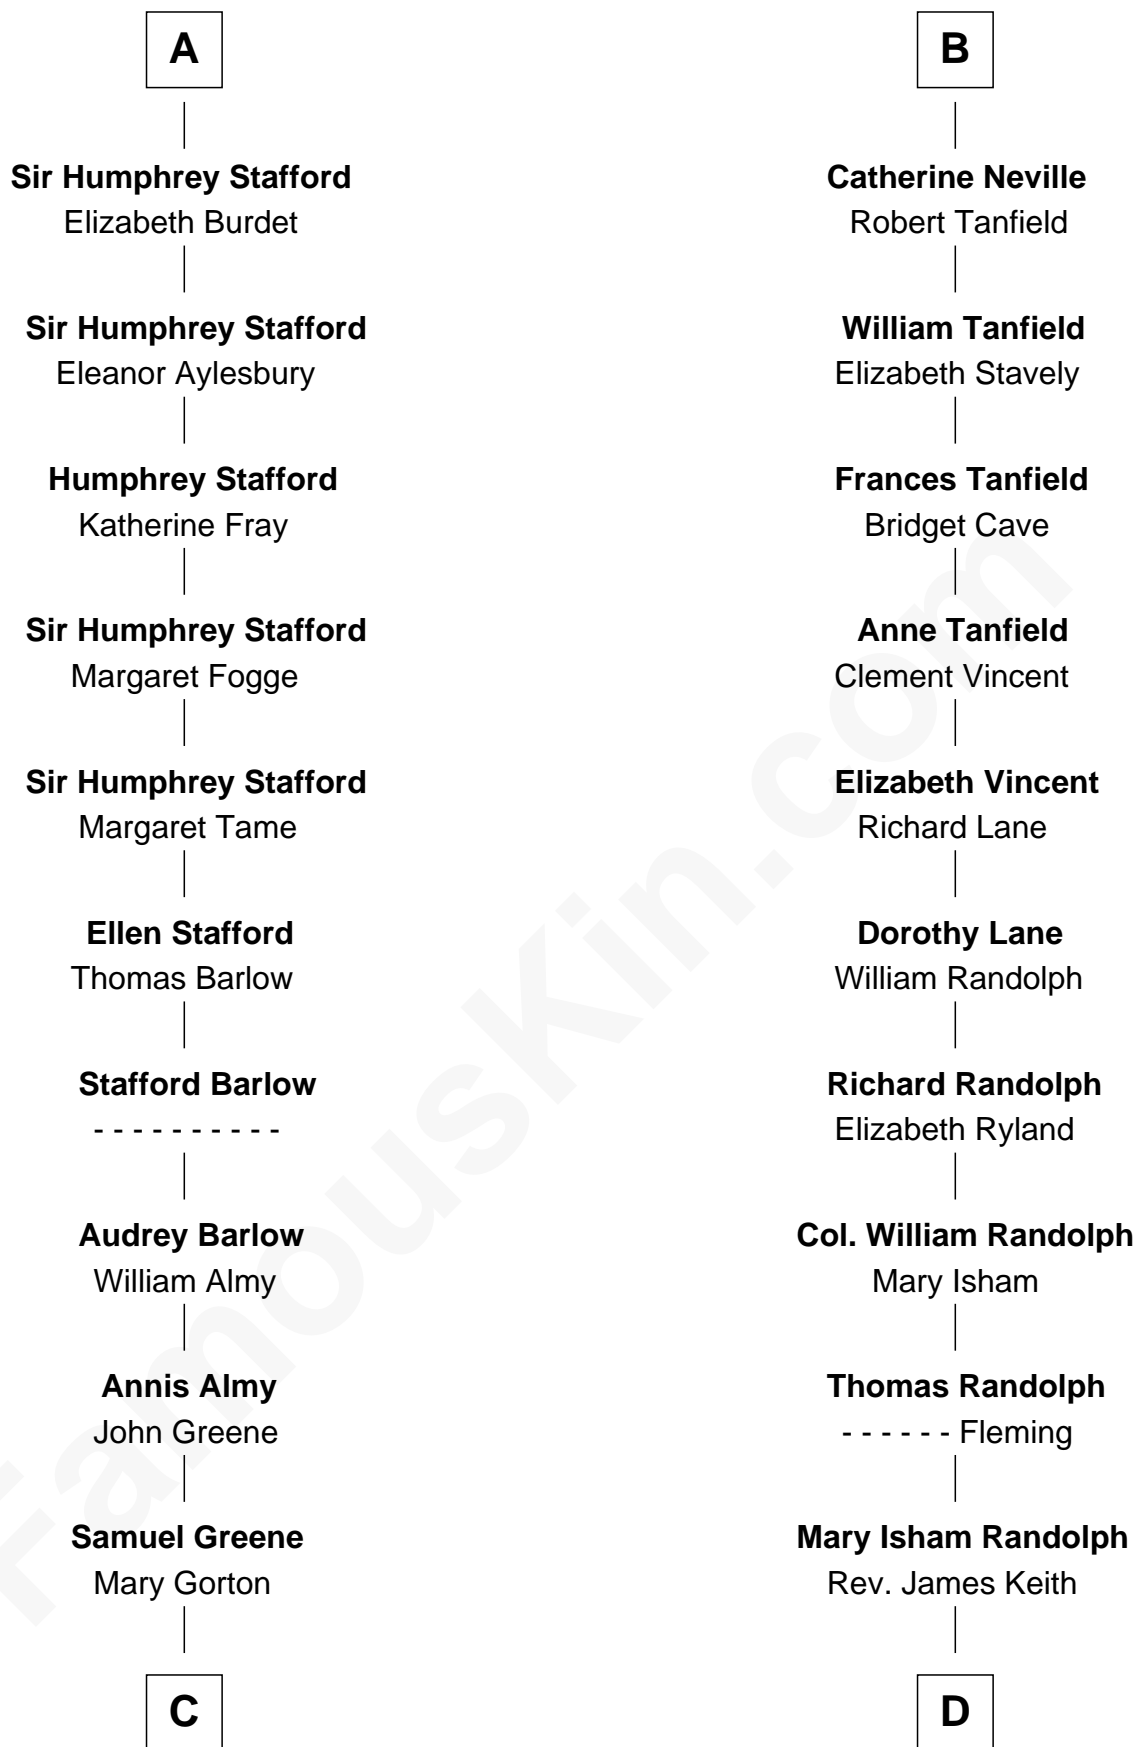 A
Sir Humphrey Stafford
Elizabeth Burdet
Sir Humphrey Stafford
Eleanor Aylesbury
Humphrey Stafford
Katherine Fray
Sir Humphrey Stafford
Margaret Fogge
Sir Humphrey Stafford
Margaret Tame
Ellen Stafford
Thomas Barlow
Stafford Barlow
- - - - - - - - - -
Audrey Barlow
William Almy
Annis Almy
John Greene
Samuel Greene
Mary Gorton
C
B
Catherine Neville
Robert Tanfield
William Tanfield
Elizabeth Stavely
Frances Tanfield
Bridget Cave
Anne Tanfield
Clement Vincent
Elizabeth Vincent
Richard Lane
Dorothy Lane
William Randolph
Richard Randolph
Elizabeth Ryland
Col. William Randolph
Mary Isham
Thomas Randolph
- - - - - - Fleming
Mary Isham Randolph
Rev. James Keith
D
FamousKin.com